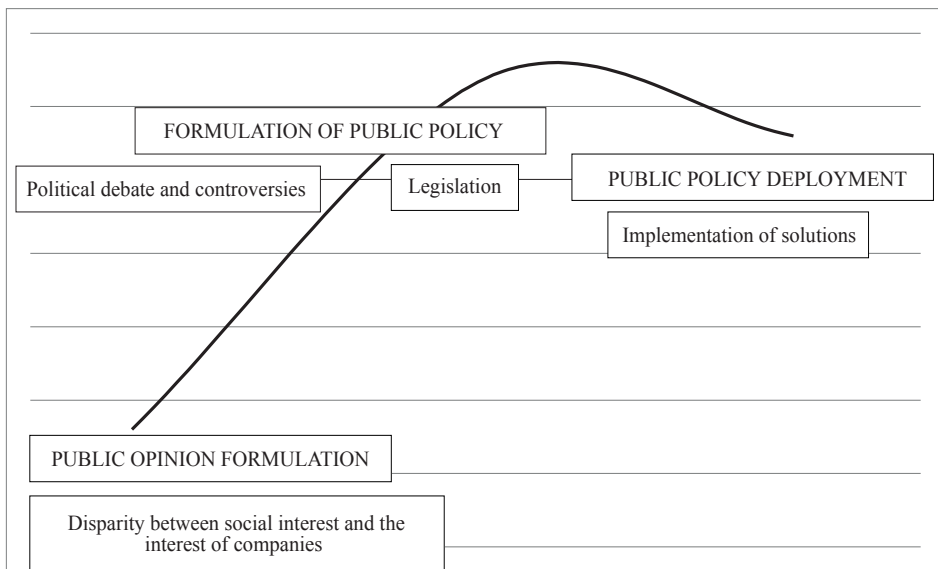 FORMULATION OF PUBLIC POLICY
Political debate and controversies
Legislation
PUBLIC POLICY DEPLOYMENT
Implementation of solutions
PUBLIC OPINION FORMULATION
Disparity between social interest and the
interest of companies